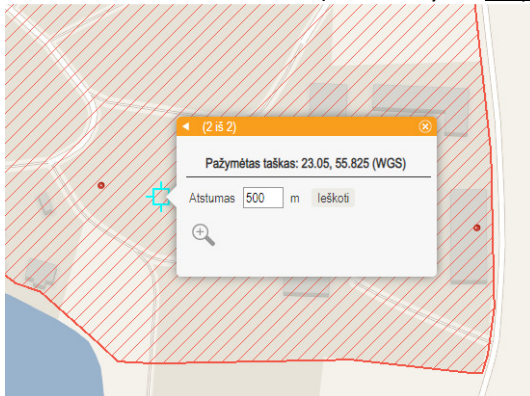 (2 iš 2)
Pažymėtas taškas: 23.05, 55.825 (WGS)
Atstumas 500 m Ieškoti